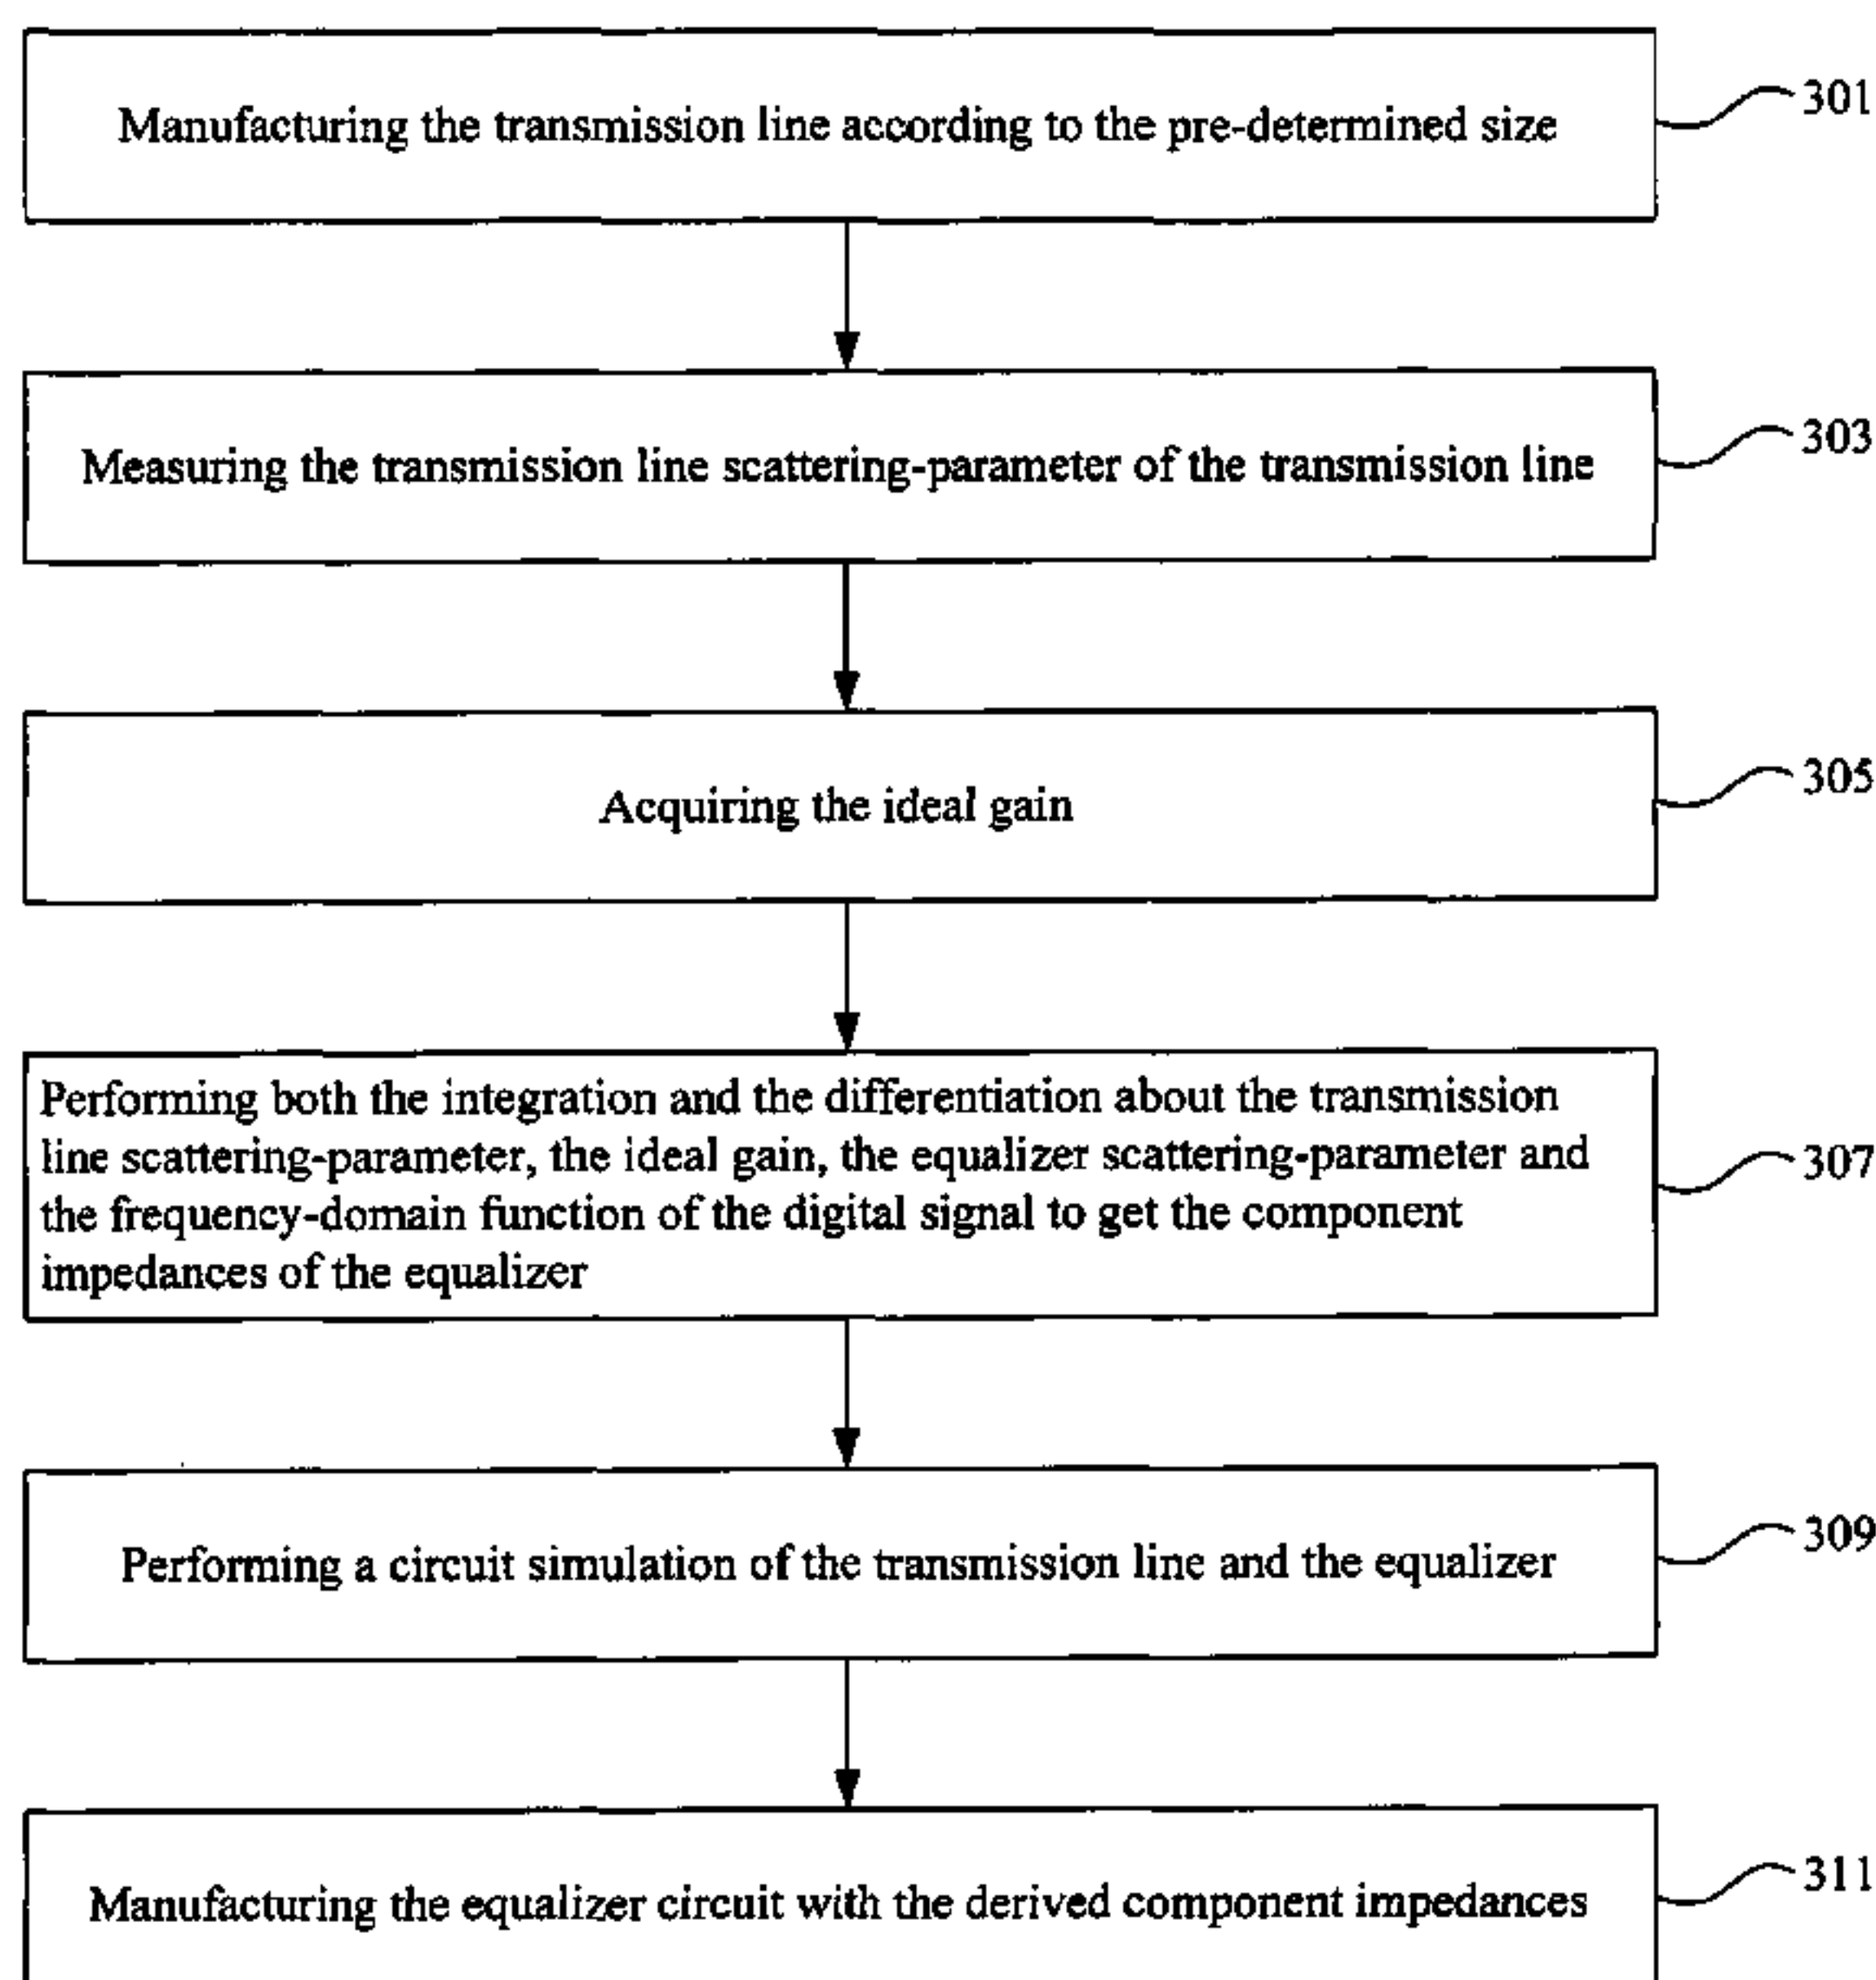 Manufacturing the transmission line according to the pre-determined size
301
Measuring the transmission line scattering-parameter of the transmission line
303
Acquiring the ideal gain
305
Performing both the integration and the differentiation about the transmission
line scattering-parameter, the ideal gain, the equalizer scattering-parameter and
the frequency-domain function of the digital signal to get the component
impedances of the equalizer
307
Performing a circuit simulation of the transmission line and the equalizer
309
Manufacturing the equalizer circuit with the derived component impedances
311